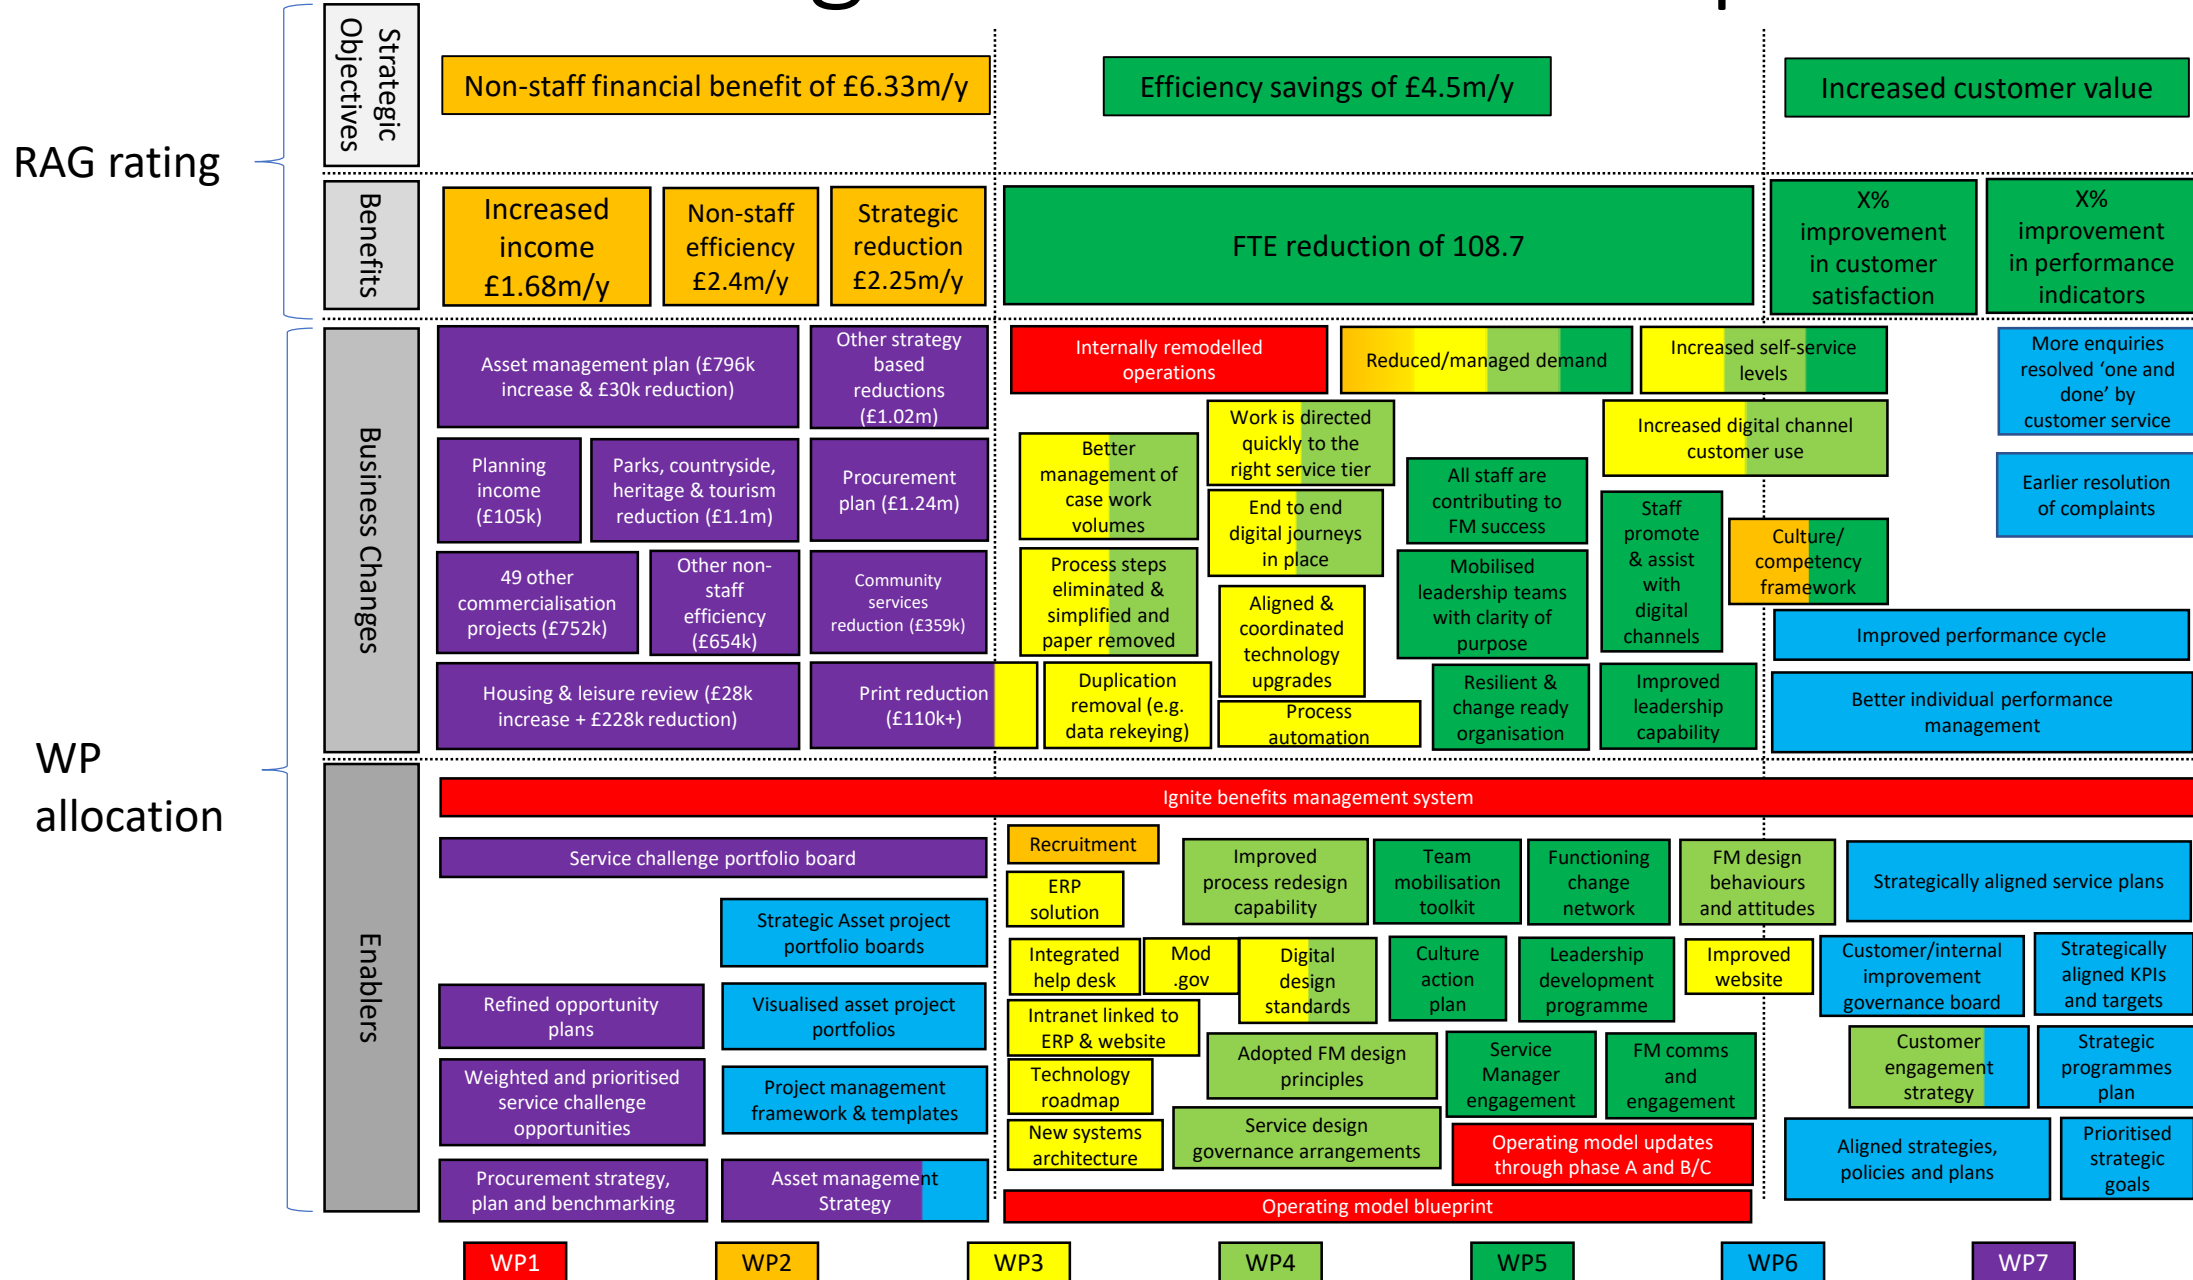 Strategic
Objectives
Non-staff financial benefit of £6.33m/y
Efficiency savings of £4.5m/y
Increased customer value
RAG rating
Benefits
Increased
income
£1.68m/y
Non-staff
efficiency
£2.4m/y
Strategic
reduction
£2.25m/y
FTE reduction of 108.7
X%
improvement
in customer
satisfaction
X%
improvement
in performance
indicators
Business Changes
Asset management plan (£796k
increase & £30k reduction)
Other strategy
based
reductions
(£1.02m)
Planning
income
(£105k)
Parks, countryside,
heritage & tourism
reduction (£1.1m)
Procurement
plan (£1.24m)
49 other
commercialisation
projects (£752k)
Other non-
staff
efficiency
(£654k)
Community
services
reduction (£359k)
Housing & leisure review (£28k
increase + £228k reduction)
Print reduction
(£110k+)
Internally remodelled
operations
Reduced/managed demand
Increased self-service
levels
Better
management of
case work
volumes
Work is directed
quickly to the
right service tier
Increased digital channel
customer use
All staff are
contributing to
FM success
End to end
digital journeys
in place
Staff
promote
& assist
with
digital
channels
Culture/
competency
framework
Process steps
eliminated &
simplified and
paper removed
Mobilised
leadership teams
with clarity of
purpose
Aligned &
coordinated
technology
upgrades
Duplication
removal (e.g.
data rekeying)
Process
automation
Resilient &
change ready
organisation
Improved
leadership
capability
More enquiries
resolved ‘one and
done’ by
customer service
Earlier resolution
of complaints
Improved performance cycle
Better individual performance
management
WP
allocation
Enablers
Ignite benefits management system
Service challenge portfolio board
Strategic Asset project
portfolio boards
Refined opportunity
plans
Visualised asset project
portfolios
Weighted and prioritised
service challenge
opportunities
Project management
framework & templates
Procurement strategy,
plan and benchmarking
Asset management
Strategy
Recruitment
ERP
solution
Improved
process redesign
capability
Team
mobilisation
toolkit
Functioning
change
network
FM design
behaviours
and attitudes
Strategically aligned service plans
Integrated
help desk
Mod
.gov
Digital
design
standards
Culture
action
plan
Leadership
development
programme
Improved
website
Customer/internal
improvement
governance board
Strategically
aligned KPIs
and targets
Intranet linked to
ERP & website
Adopted FM design
principles
Service
Manager
engagement
FM comms
and
engagement
Customer
engagement
strategy
Strategic
programmes
plan
Technology
roadmap
New systems
architecture
Service design
governance arrangements
Operating model updates
through phase A and B/C
Aligned strategies,
policies and plans
Prioritised
strategic
goals
Operating model blueprint
WP1
WP2
WP3
WP4
WP5
WP6
WP7